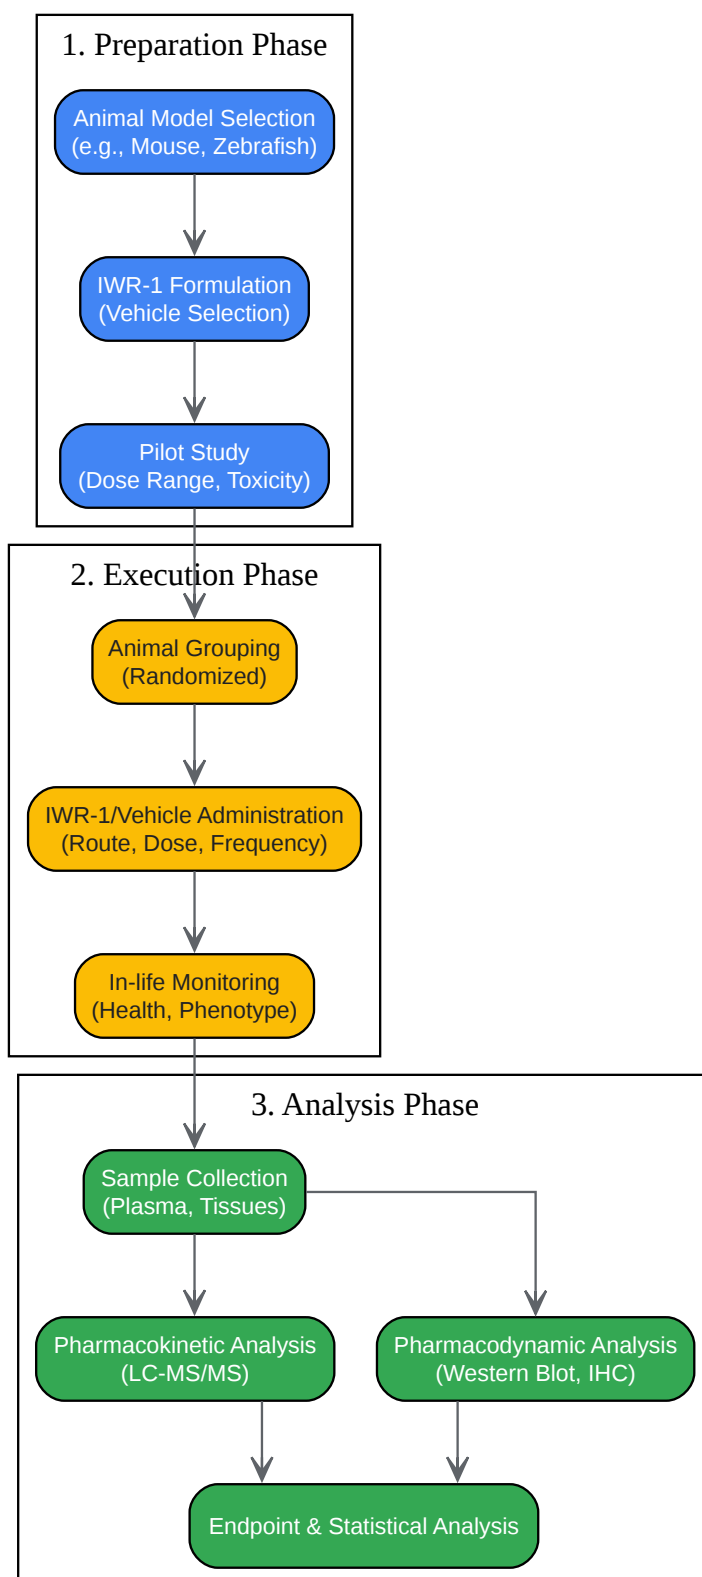 1. Preparation Phase
Animal Model Selection
(e.g., Mouse, Zebrafish)
IWR-1 Formulation
(Vehicle Selection)
Pilot Study
(Dose Range, Toxicity)
2. Execution Phase
Animal Grouping
(Randomized)
IWR-1/Vehicle Administration
(Route, Dose, Frequency)
In-life Monitoring
(Health, Phenotype)
3. Analysis Phase
Sample Collection
(Plasma, Tissues)
Pharmacokinetic Analysis
(LC-MS/MS)
Pharmacodynamic Analysis
(Western Blot, IHC)
Endpoint & Statistical Analysis